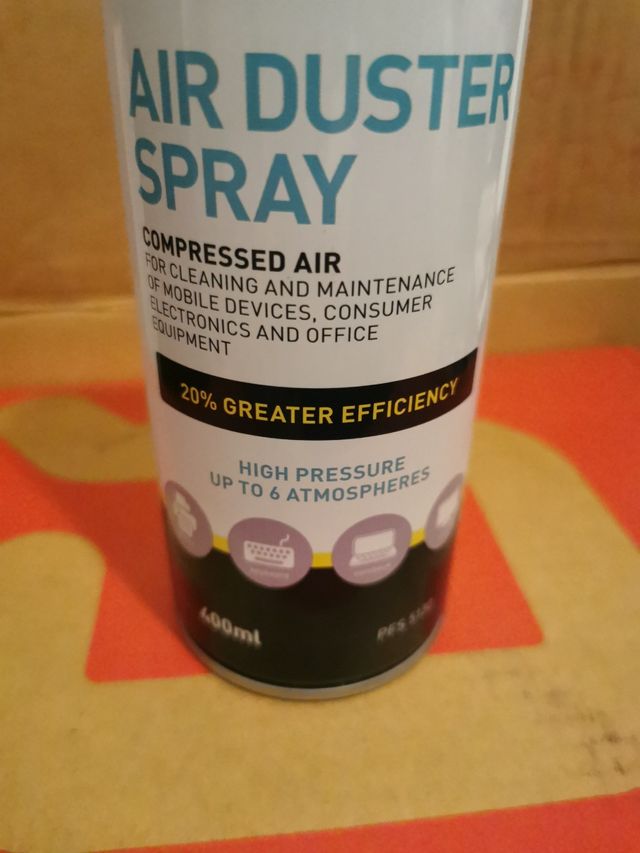 AIR DUSTER
SPRAY
COMPRESSED AIR
FOR CLEANING AND MAINTENANCE
OF MOBILE DEVICES, CONSUMER
ELECTRONICS AND OFFICE
EQUIPMENT
20% GREATER EFFICIENCY
HIGH PRESSURE
UP TO 6 ATMOSPHERES
400ml